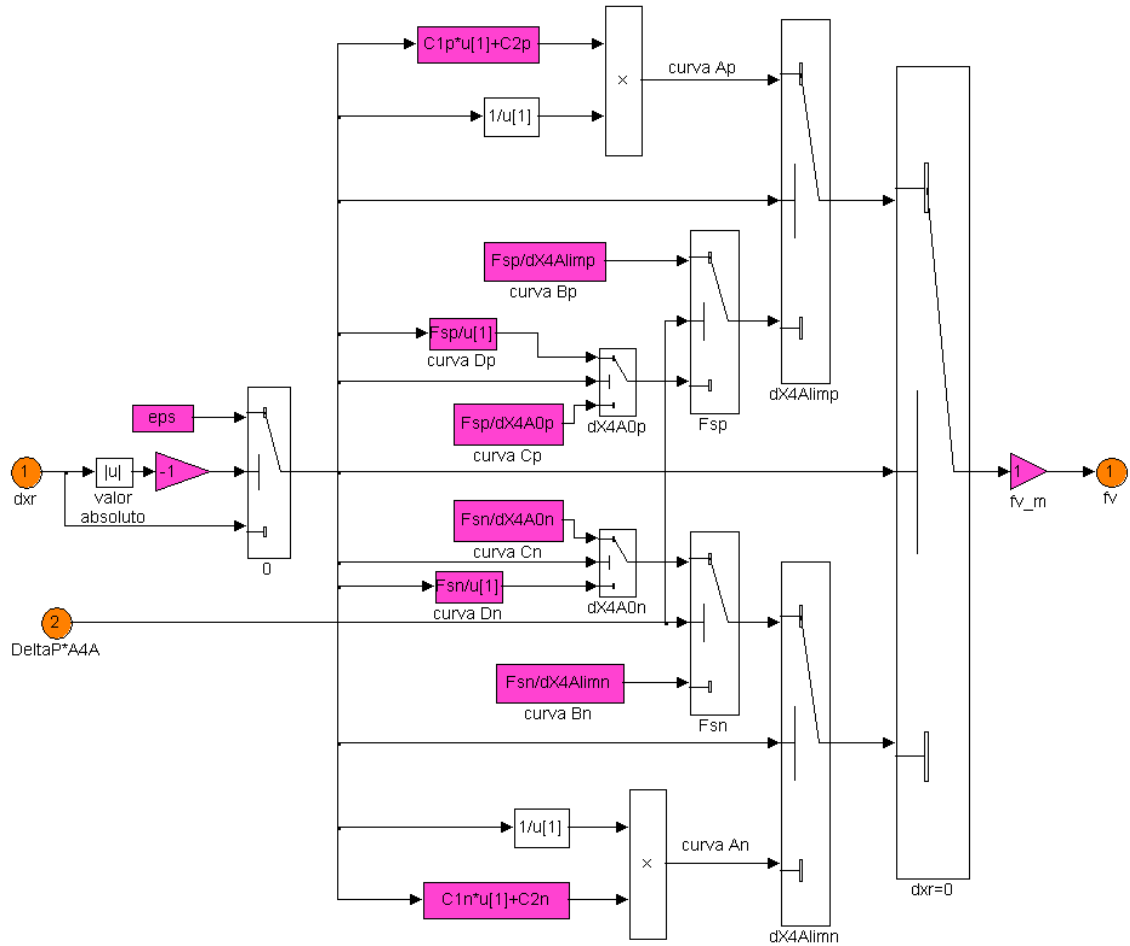 C1p*u[1]+C2p
×
curva Ap
1/u[1]
Fsp/dX4Alimp
curva Bp
Fsp/u[1]
curva Dp
dX4Alimp
Fsp/dX4A0p
dX4A0p
Fsp
curva Cp
eps
1
dxr
|u|
valor
absoluto
-1
0
1
fv_m
1
fv
Fsn/dX4A0n
curva Cn
Fsn/u[1]
curva Dn
dX4A0n
2
DeltaP*A4A
Fsn/dX4Alimn
curva Bn
Fsn
1/u[1]
×
curva An
C1n*u[1]+C2n
dX4Alimn
dxr=0